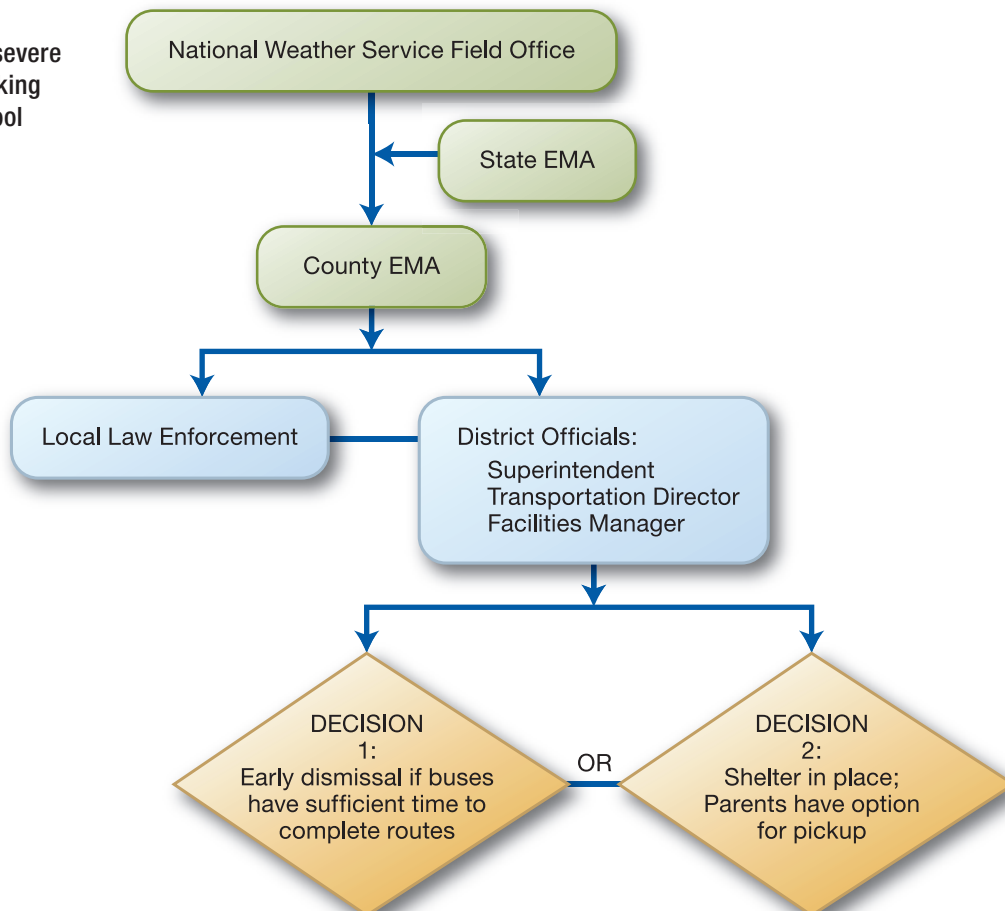 severe
king
ool
National Weather Service Field Office
State EMA
County EMA
Local Law Enforcement
District Officials:
Superintendent
Transportation Director
Facilities Manager
DECISION
1:
Early dismissal if buses
have sufficient time to
complete routes
OR
DECISION
2:
Shelter in place;
Parents have option
for pickup